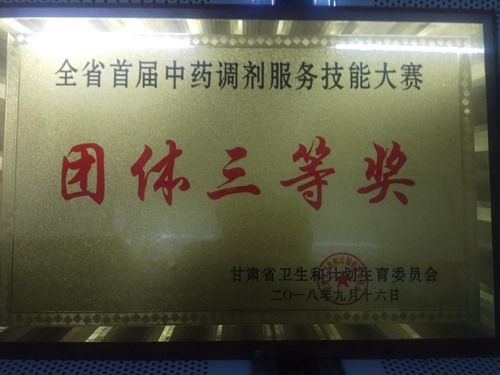 全省首届中药调剂服务技能大赛
团体三等奖
甘肃省卫生和计划生育委员会
二〇一八年九月十六日